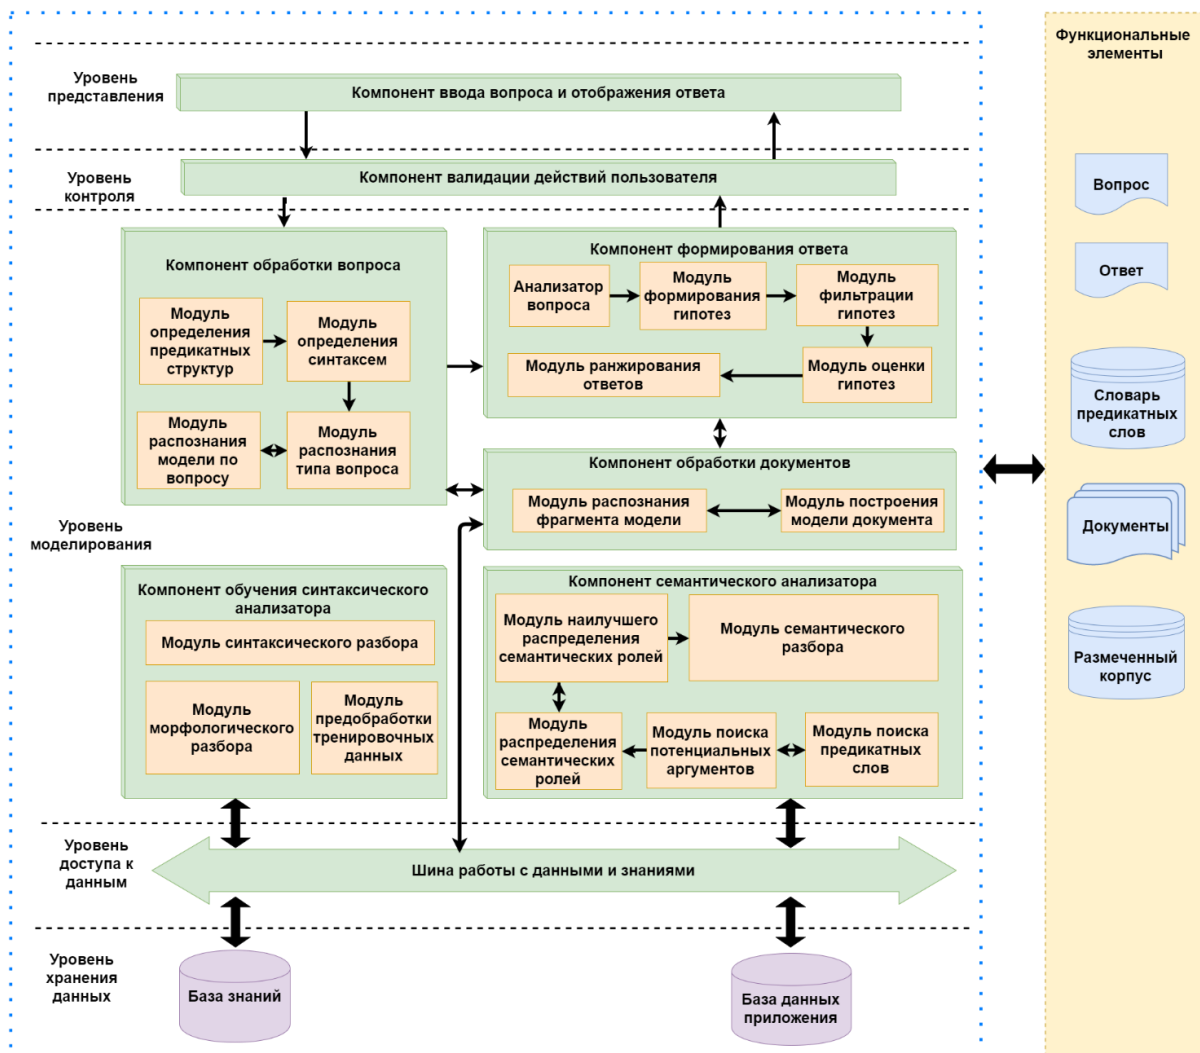 Функциональные
элементы
Уровень
представления
Компонент ввода вопроса и отображения ответа
Уровень
контроля
Компонент валидации действий пользователя
Уровень
моделирования
Компонент обработки вопроса
Модуль
определения
предикатных
структур
Модуль
определения
синтаксем
Модуль
распознания
модели по
вопросу
Модуль
распознания
типа вопроса
Компонент формирования ответа
Анализатор
вопроса
Модуль
формирования
гипотез
Модуль
фильтрации
гипотез
Модуль ранжирования
ответов
Модуль оценки
гипотез
Компонент обработки документов
Модуль распознания
фрагмента модели
Модуль построения
модели документа
Компонент обучения синтаксического
анализатора
Модуль синтаксического разбора
Модуль
морфологического
разбора
Модуль
предобработки
тренировочных
данных
Компонент семантического анализатора
Модуль наилучшего
распределения
семантических ролей
Модуль семантического
разбора
Модуль
распределения
семантических
ролей
Модуль поиска
потенциальных
аргументов
Модуль поиска
предикатных
слов
Уровень
доступа к
данным
Шина работы с данными и знаниями
Уровень
хранения
данных
База знаний
База данных
приложения
Вопрос
Ответ
Словарь
предикатных
слов
Документы
Размеченный
корпус